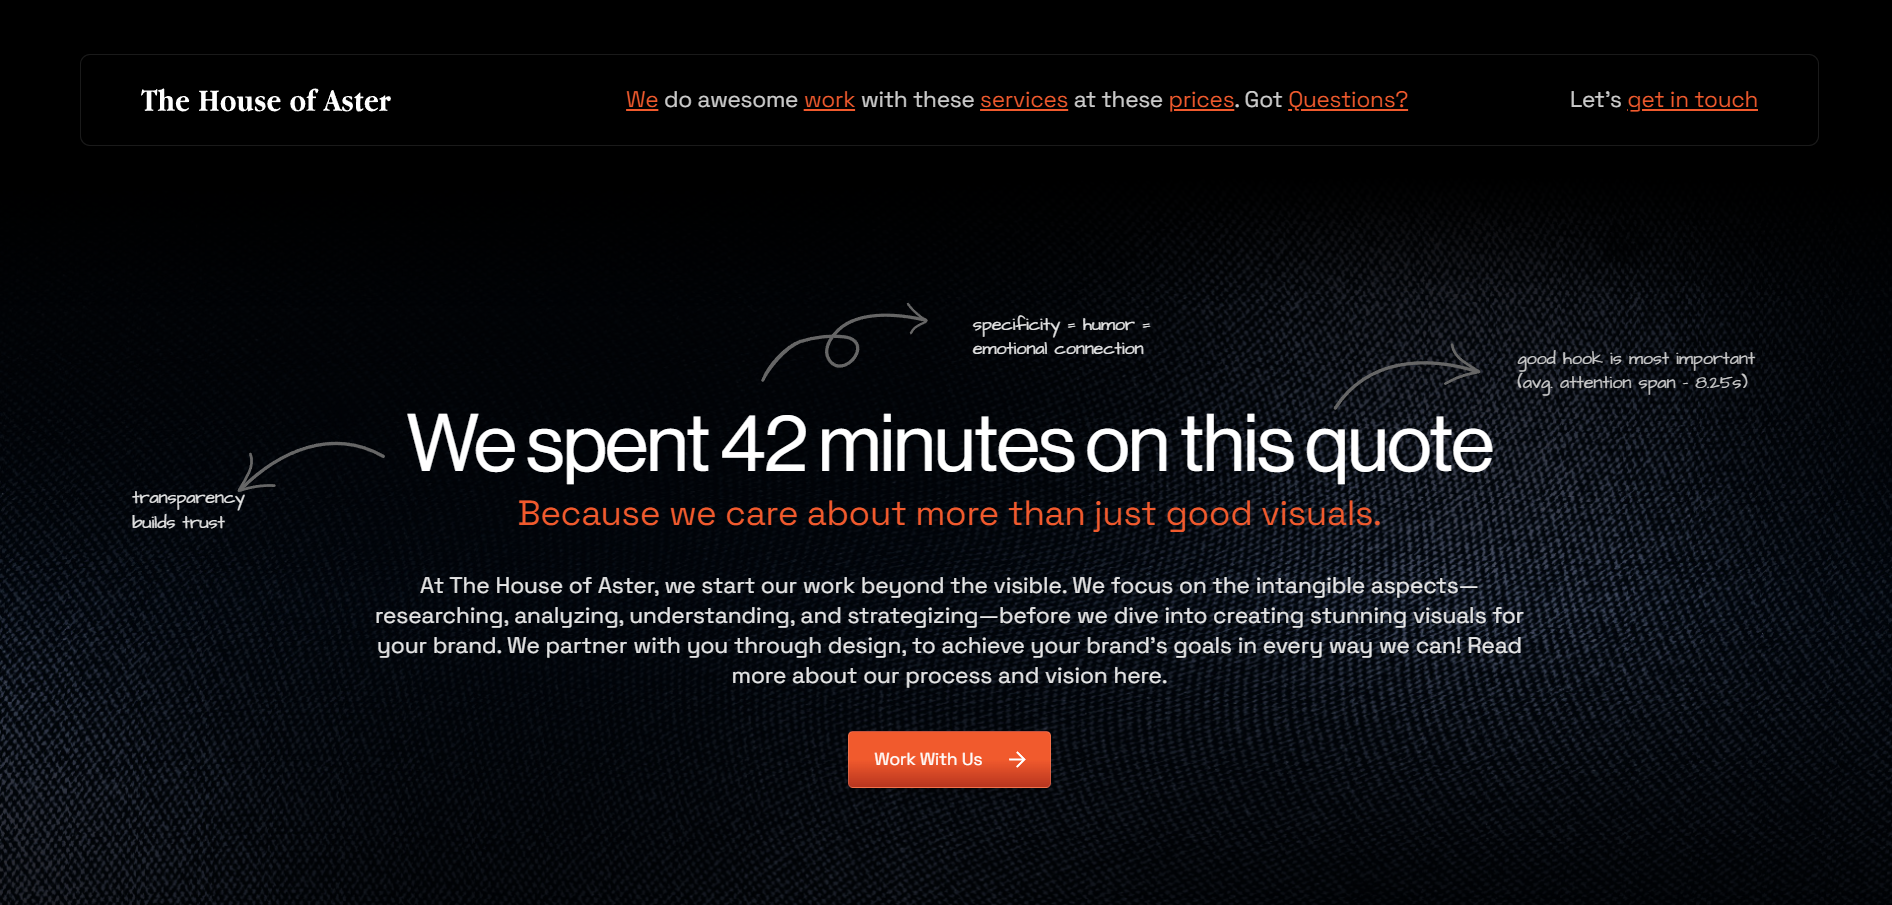 The House of Aster
We do awesome work with these services at these prices. Got Questions?
Let's get in touch
specificity = humor =
emotional connection
good hook is most important
(avg. attention span - 8.25s)
We spent 42 minutes on this quote
transparency
builds trust
Because we care about more than just good visuals.
At The House of Aster, we start our work beyond the visible. We focus on the intangible aspects—
researching, analyzing, understanding, and strategizing—before we dive into creating stunning visuals for
your brand. We partner with you through design, to achieve your brand's goals in every way we can! Read
more about our process and vision here.
Work With Us